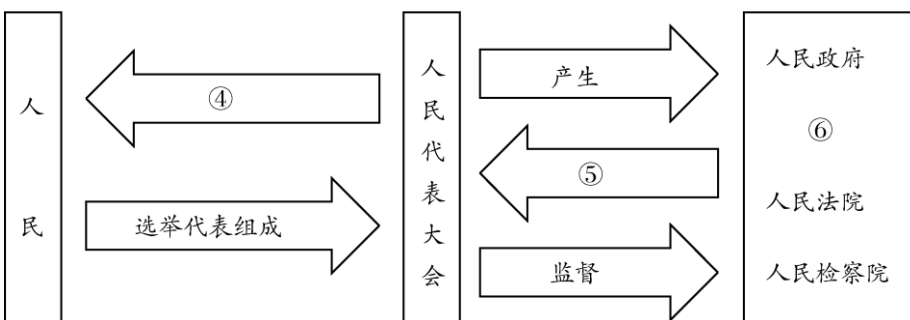 人民
④
选举代表组成
人民代表大会
产生
⑤
监督
人民政府
⑥
人民法院
人民检察院